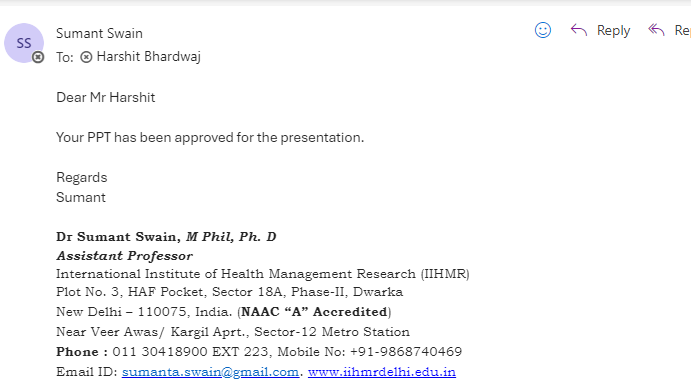 Sumant Swain
SS
To: Harshit Bhardwaj
Reply
Dear Mr Harshit
Your PPT has been approved for the presentation.
Regards
Sumant
Dr Sumant Swain, M Phil, Ph. D
Assistant Professor
International Institute of Health Management Research (IIHMR)
Plot No. 3, HAF Pocket, Sector 18A, Phase-II, Dwarka
New Delhi – 110075, India. (NAAC “A” Accredited)
Near Veer Awas/ Kargil Aprt., Sector-12 Metro Station
Phone : 011 30418900 EXT 223, Mobile No: +91-9868740469
Email ID: sumanta.swain@gmail.com. www.iihmrdelhi.edu.in